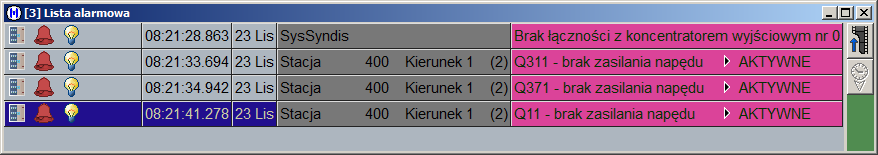 [3] Lista alarmowa
08:21:28.863 23 Lis SysSyndis Brak łączności z koncentratorem wyjściowym nr 0
08:21:33.694 23 Lis Stacja 400 Kierunek 1 (2) Q311 - brak zasilania napędu AKTYWNE
08:21:34.942 23 Lis Stacja 400 Kierunek 1 (2) Q371 - brak zasilania napędu AKTYWNE
08:21:41.278 23 Lis Stacja 400 Kierunek 1 (2) Q11 - brak zasilania napędu AKTYWNE